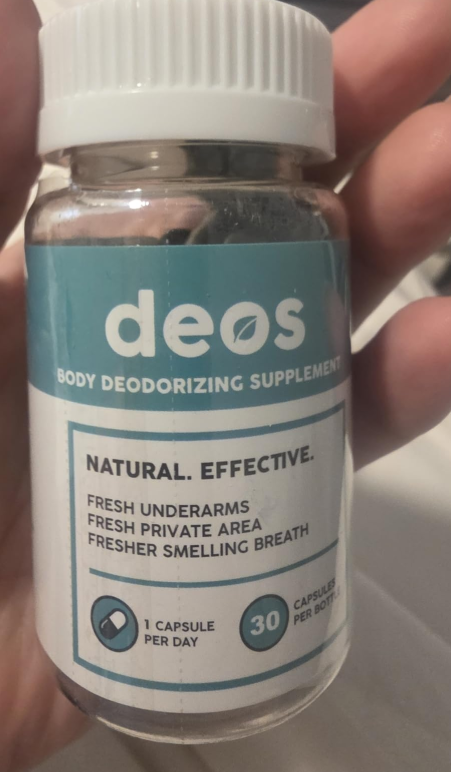 deos
BODY DEODORIZING SUPPLEMENT
NATURAL. EFFECTIVE.
FRESH UNDERARMS
FRESH PRIVATE AREA
FRESHER SMELLING BREATH
1 CAPSULE
PER DAY
30
CAPSULES
PER BOTTLE